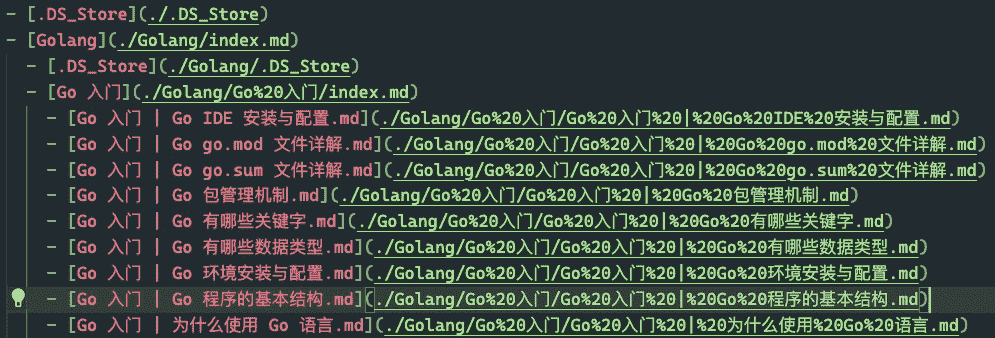 - [.DS_Store](./.DS_Store)
- [Golang](./Golang/index.md)
- [.DS_Store](./Golang/.DS_Store)
- [Go 入门](./Golang/Go%20入门/index.md)
- [Go 入门 | Go IDE 安装与配置.md](./Golang/Go%20入门/Go%20入门%20|%20Go%20IDE%20安装与配置.md)
- [Go 入门 | Go go.mod 文件详解.md](./Golang/Go%20入门/Go%20入门%20|%20Go%20go.mod%20文件详解.md)
- [Go 入门 | Go go.sum 文件详解.md](./Golang/Go%20入门/Go%20入门%20|%20Go%20go.sum%20文件详解.md)
- [Go 入门 | Go 包管理机制.md](./Golang/Go%20入门/Go%20入门%20|%20Go%20包管理机制.md)
- [Go 入门 | Go 有哪些关键字.md](./Golang/Go%20入门/Go%20入门%20|%20Go%20有哪些关键字.md)
- [Go 入门 | Go 有哪些数据类型.md](./Golang/Go%20入门/Go%20入门%20|%20Go%20有哪些数据类型.md)
- [Go 入门 | Go 环境安装与配置.md](./Golang/Go%20入门/Go%20入门%20|%20Go%20环境安装与配置.md)
- [Go 入门 | Go 程序的基本结构.md](./Golang/Go%20入门/Go%20入门%20|%20Go%20程序的基本结构.md)
- [Go 入门 | 为什么使用 Go 语言.md](./Golang/Go%20入门/Go%20入门%20|%20为什么使用%20Go%20语言.md)